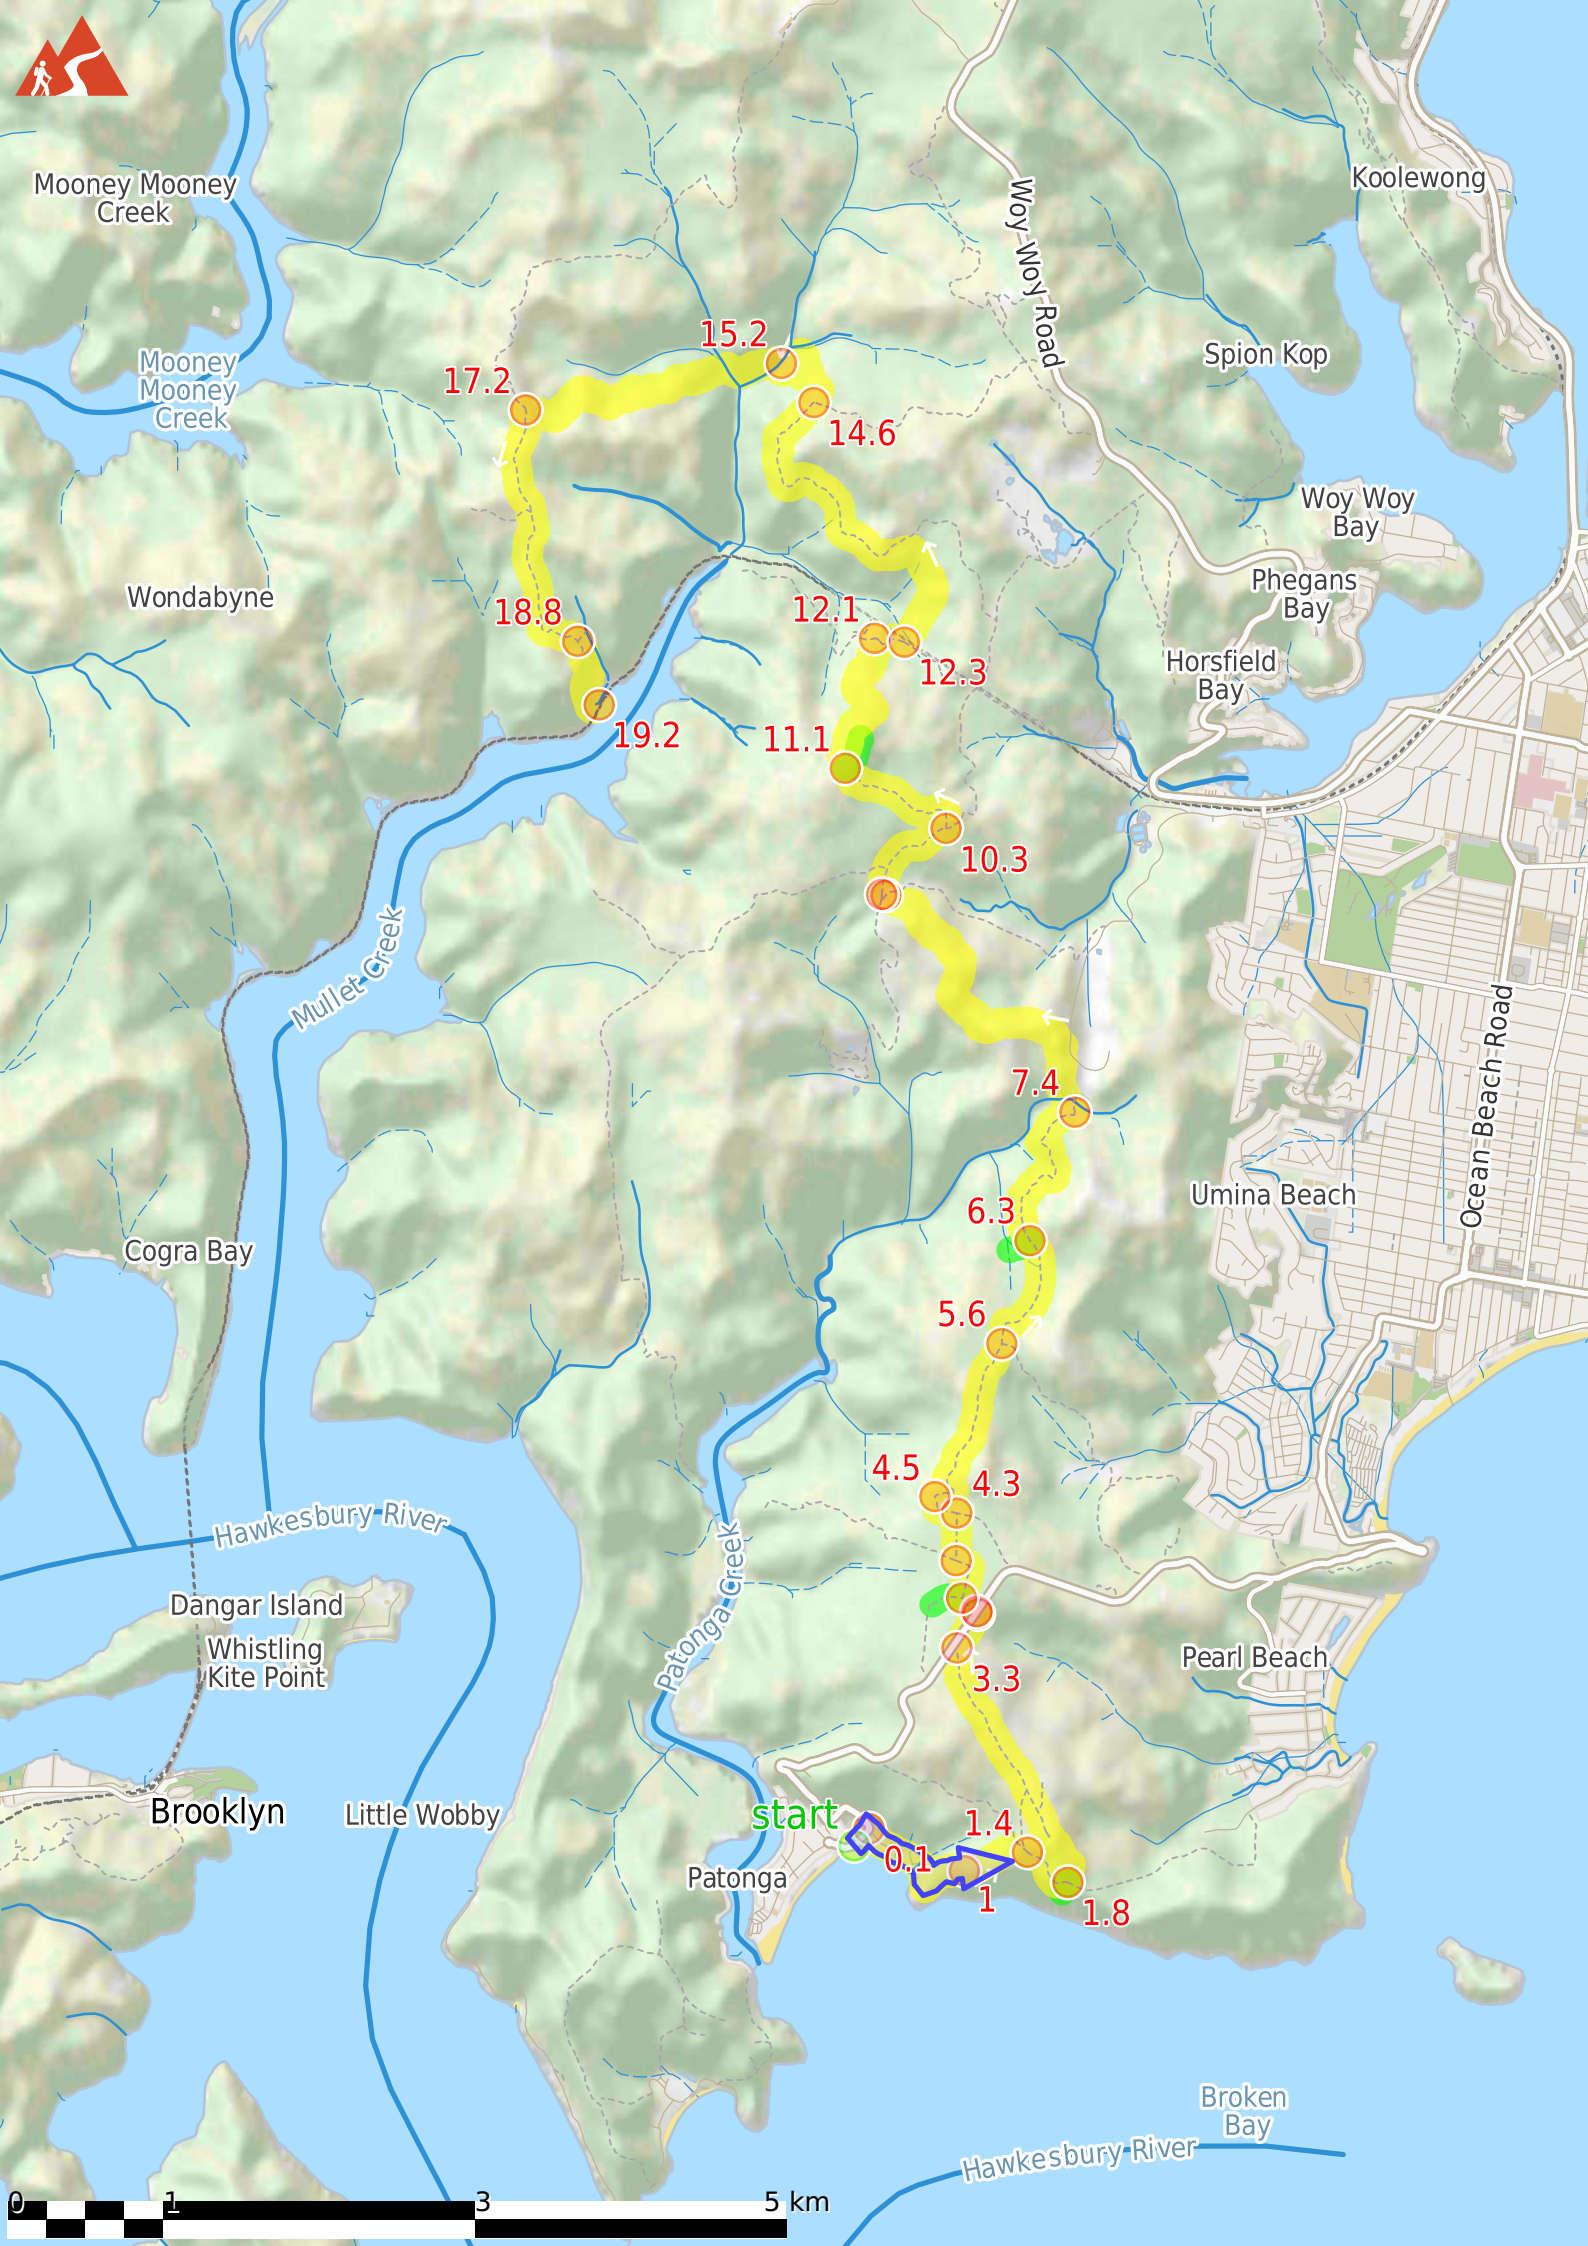 Mooney Mooney
Creek
Koolewong
Woy Woy Road
15.2
Mooney
Mooney
Creek
Spion Kop
17.2
14.6
Woy Woy
Bay
Wondabyne
Phegans
Bay
18.8
12.1
Horsfield
Bay
12.3
19.2
11.1
10.3
Mullet Creek
7.4
Ocean Beach Road
Umina Beach
6.3
Cogra Bay
5.6
4.5
4.3
Hawkesbury River
Patonga Creek
Dangar Island
Whistling
Kite Point
Pearl Beach
3.3
Brooklyn
Little Wobby
start
1.4
0.1
Patonga
1
1.8
Broken
Bay
Hawkesbury River
0 1 3 5 km